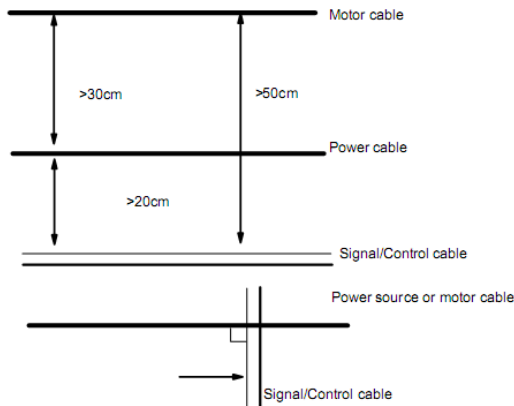 Motor cable
>30cm
>50cm
Power cable
>20cm
Signal/Control cable
Power source or motor cable
Signal/Control cable